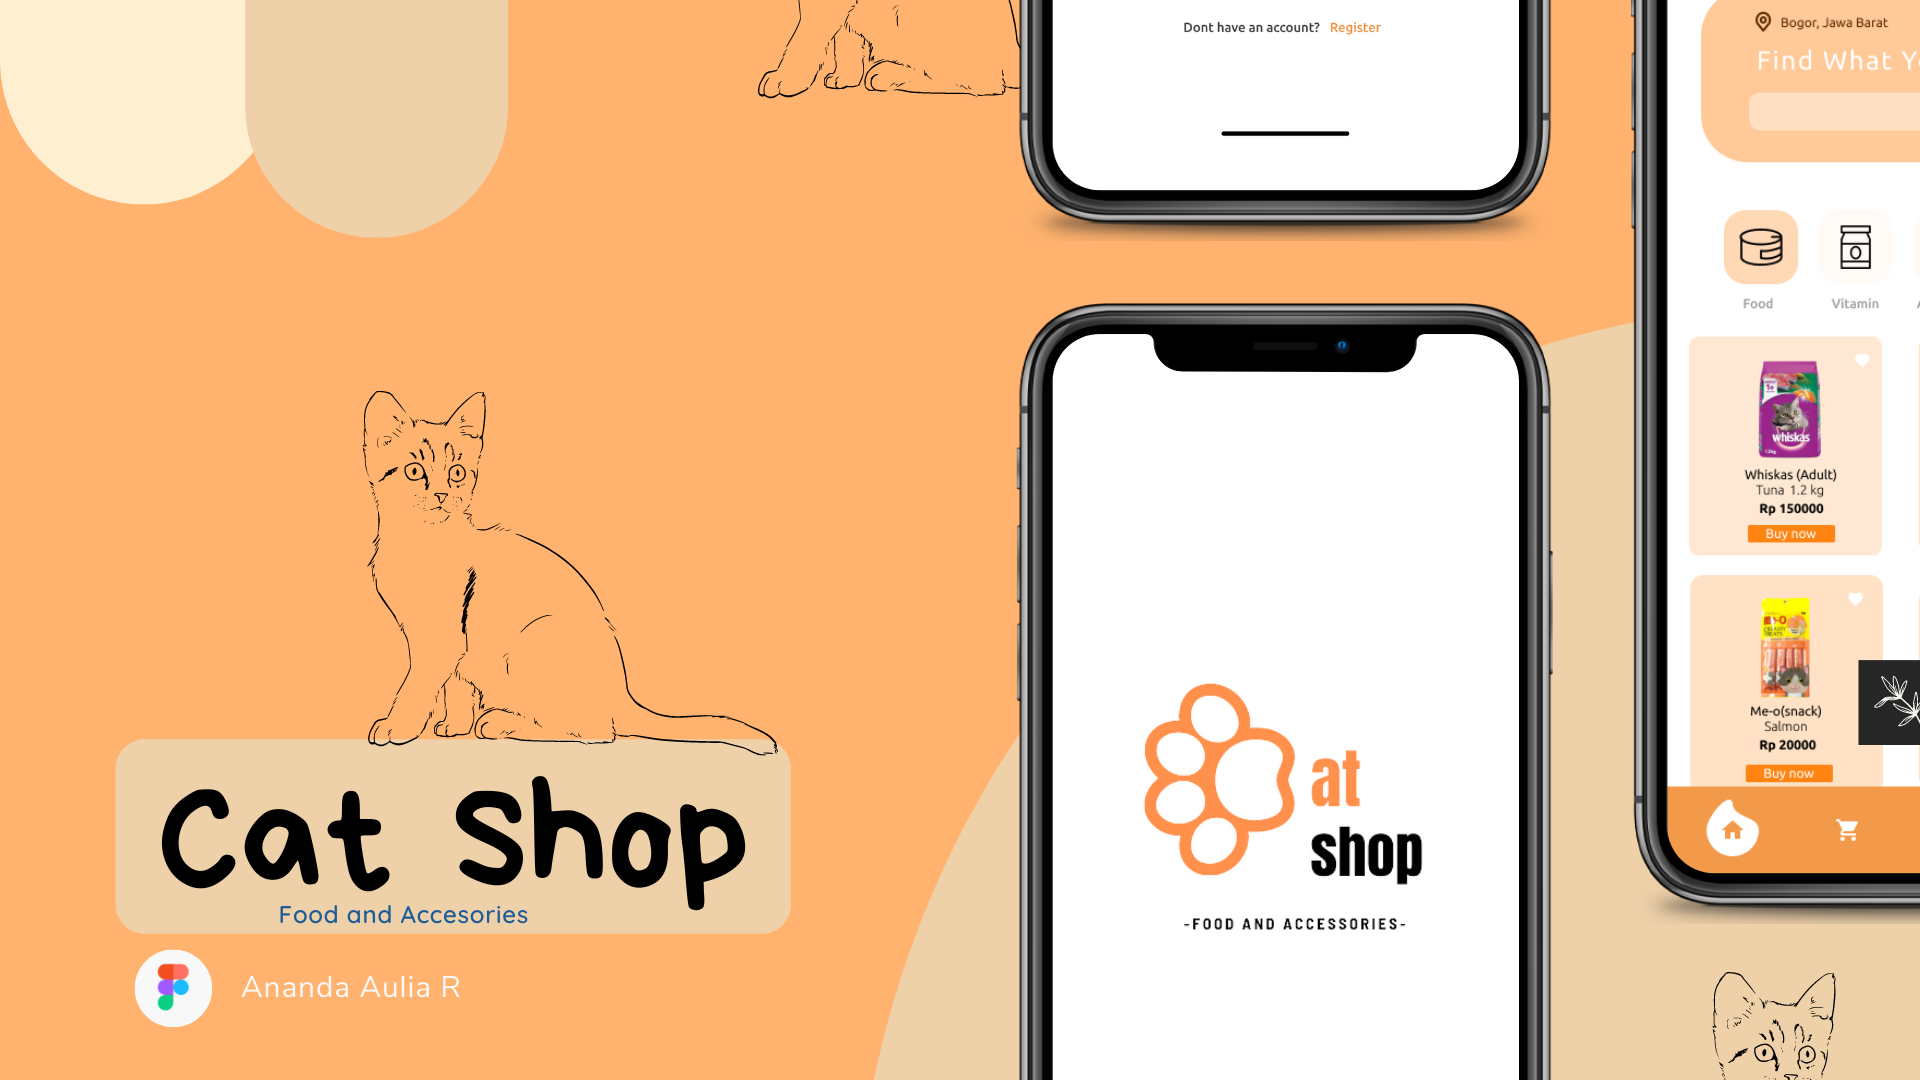 Dont have an account? Register
Bogor, Jawa Barat
Find What
Food
Vitamin
whiskas
Whiskas (Adult)
Tuna 1.2 kg
Rp 150000
Buy now
Me-o(snack)
Salmon
Rp 20000
Buy now
at
shop
-FOOD AND ACCESSORIES-
Cat Shop
Food and Accesories
Ananda Aulia R